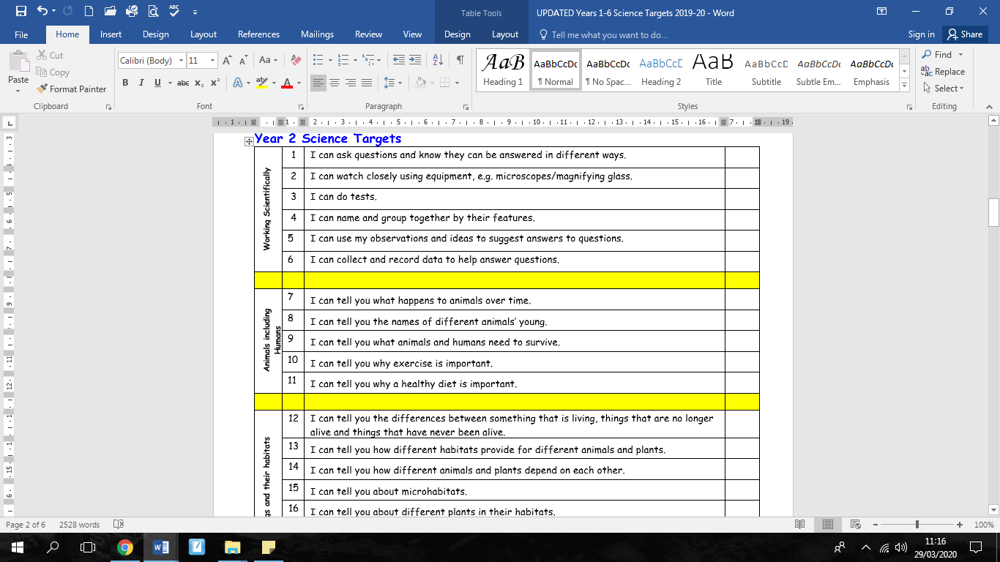 Table Tools
UPDATED Years 1-6 Science Targets 2019-20 - Word
File Home Insert Design Layout References Mailings Review View Design Layout Tell me what you want to do... Sign in Share
Paste
Cut
Copy
Format Painter
Clipboard
Calibri (Body) 11
Font
Paragraph
AaB Heading 1
AaBbCcDc ¶ Normal
AaBbCcDc ¶ No Spac...
AaBbCcD Heading 2
AaB Title
AaBbCcD Subtitle
AaBbCcDc Subtle Em...
AaBbCcDc Emphasis
Styles
Find
Replace
Select
Editing
Year 2 Science Targets
Working Scientifically
1 I can ask questions and know they can be answered in different ways.
2 I can watch closely using equipment, e.g. microscopes/magnifying glass.
3 I can do tests.
4 I can name and group together by their features.
5 I can use my observations and ideas to suggest answers to questions.
6 I can collect and record data to help answer questions.
Animals including
Humans
7 I can tell you what happens to animals over time.
8 I can tell you the names of different animals’ young.
9 I can tell you what animals and humans need to survive.
10 I can tell you why exercise is important.
11 I can tell you why a healthy diet is important.
gs and their habitats
12 I can tell you the differences between something that is living, things that are no longer
alive and things that have never been alive.
13 I can tell you how different habitats provide for different animals and plants.
14 I can tell you how different animals and plants depend on each other.
15 I can tell you about microhabitats.
16 I can tell you about different plants in their habitats.
Page 2 of 6 2528 words 100%
11:16
29/03/2020